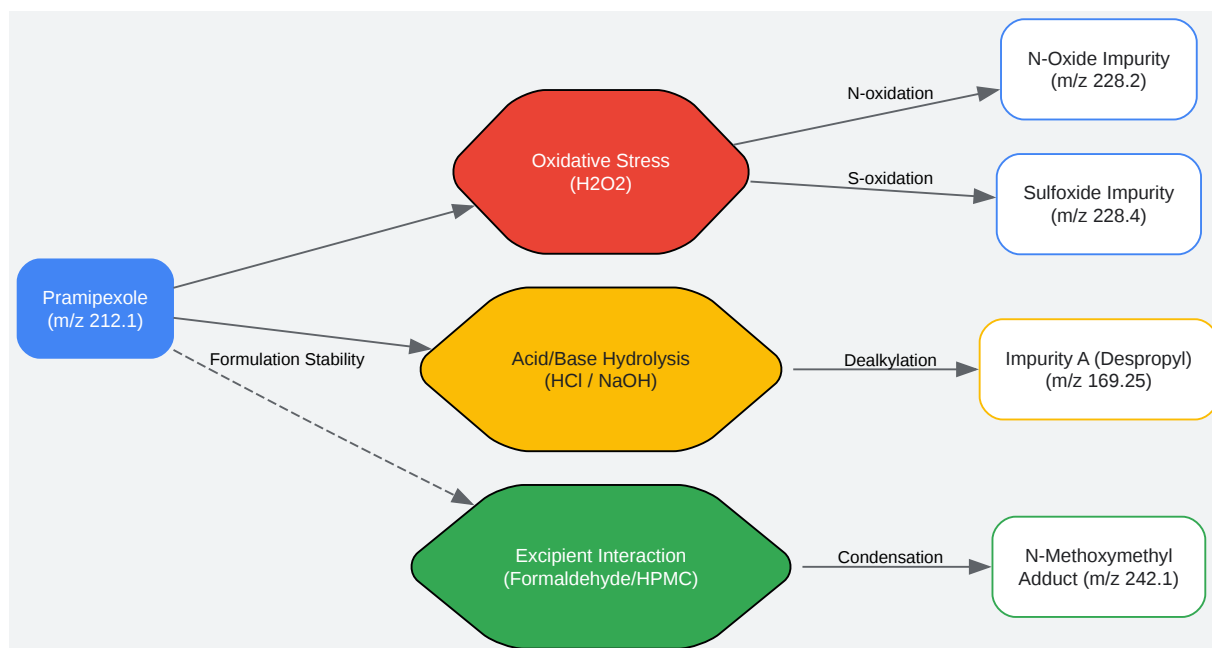 Pramipexole
(m/z 212.1)
Formulation Stability
Oxidative Stress
(H2O2)
N-oxidation
N-Oxide Impurity
(m/z 228.2)
S-oxidation
Sulfoxide Impurity
(m/z 228.4)
Acid/Base Hydrolysis
(HCl / NaOH)
Dealkylation
Impurity A (Despropyl)
(m/z 169.25)
Excipient Interaction
(Formaldehyde/HPMC)
Condensation
N-Methoxymethyl
Adduct (m/z 242.1)